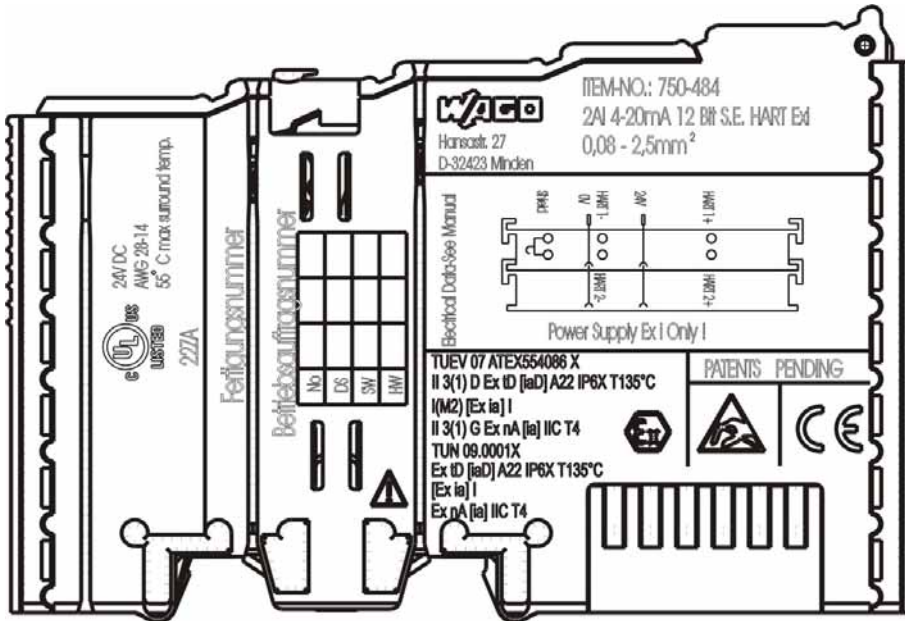 WAGO
Hansastr. 27
D-32423 Minden
ITEM-NO.: 750-484
2AI 4-20mA 12 Bit S.E. HART Exi
0,08 - 2,5mm²
24V DC
AWG 28-14
55° C max surround temp.
C UL US
LISTED
22ZA
Fertigungsnummer
Betriebsauftragsnummer
No
DS
SW
HW
Electrical Data-See Manual
Shield
0V
HART 1-
24V
HART 1+
HART 2-
HART 2+
Power Supply Ex i Only !
TUEV 07 ATEX554086 X
II 3(1) D Ex tD [iaD] A22 IP6X T135°C
I(M2) [Ex ia] I
II 3(1) G Ex nA [ia] IIC T4
TUN 09.0001X
Ex tD [iaD] A22 IP6X T135°C
[Ex ia] I
Ex nA [ia] IIC T4
PATENTS PENDING
Ex
CE